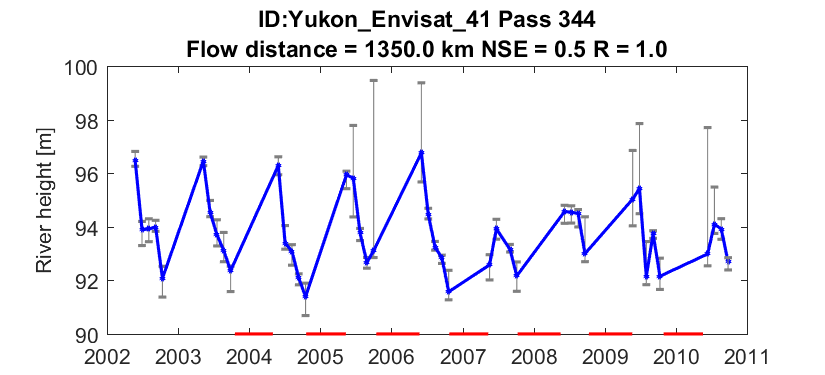 ID:Yukon_Envisat_41 Pass 344
Flow distance = 1350.0 km NSE = 0.5 R = 1.0
River height [m]
100
98
96
94
92
90
2002 2003 2004 2005 2006 2007 2008 2009 2010 2011